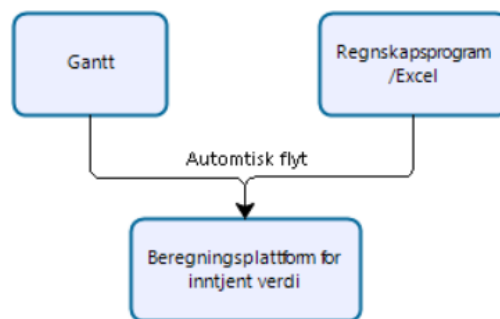 Gantt
Regnskapsprogram
/Excel
Automtisk flyt
Beregningsplattform for
inntjent verdi